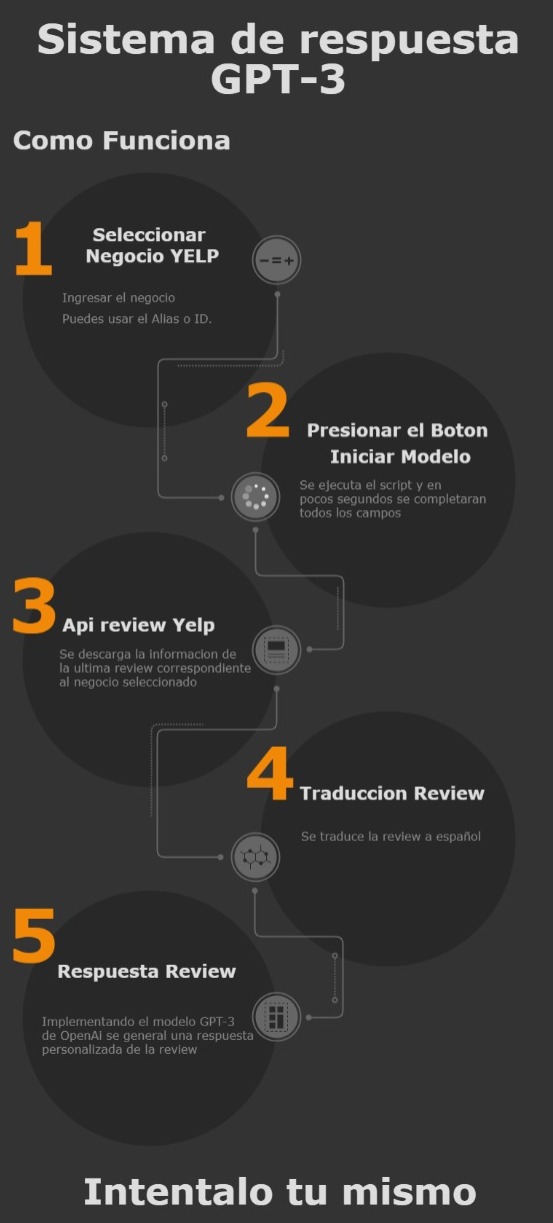 Sistema de respuesta
GPT-3
Como Funciona
1
Seleccionar
Negocio YELP
Ingresar el negocio
Puedes usar el Alias o ID.
2
Presionar el Boton
Iniciar Modelo
Se ejecuta el script y en
pocos segundos se completaran
todos los campos
3
Api review Yelp
Se descarga la informacion de
la ultima review correspondiente
al negocio seleccionado
4
Traduccion Review
Se traduce la review a español
5
Respuesta Review
Implementando el modelo GPT-3
de OpenAi se general una respuesta
personalizada de la review
Intentalo tu mismo